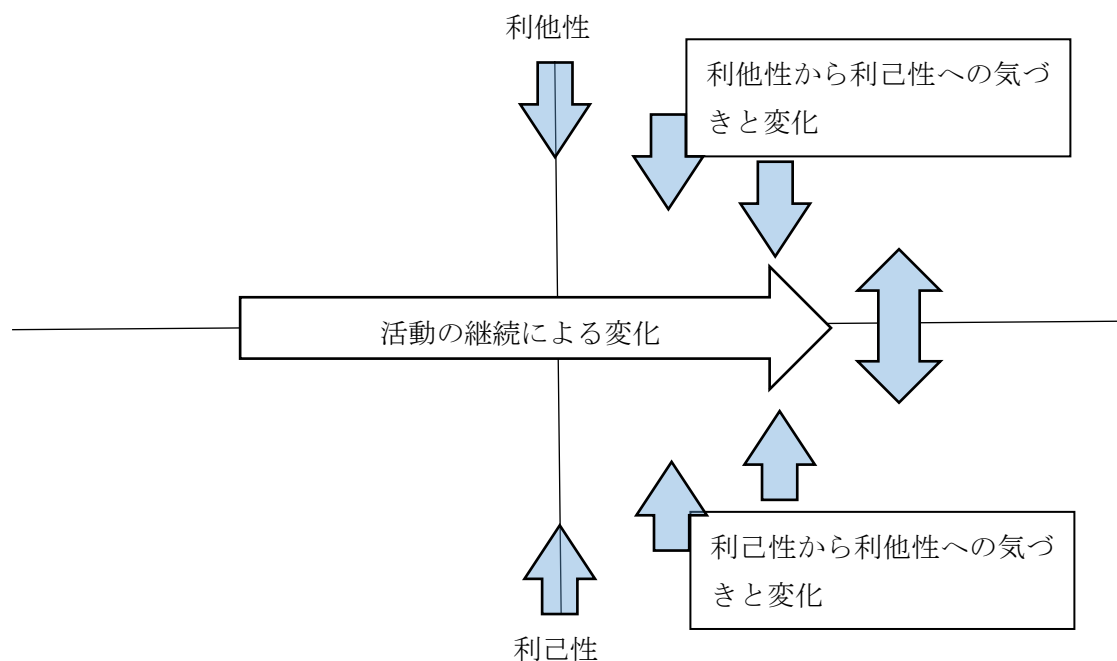 利他性
利他性から利己性への気づ
きと変化
活動の継続による変化
利己性から利他性への気づ
きと変化
利己性